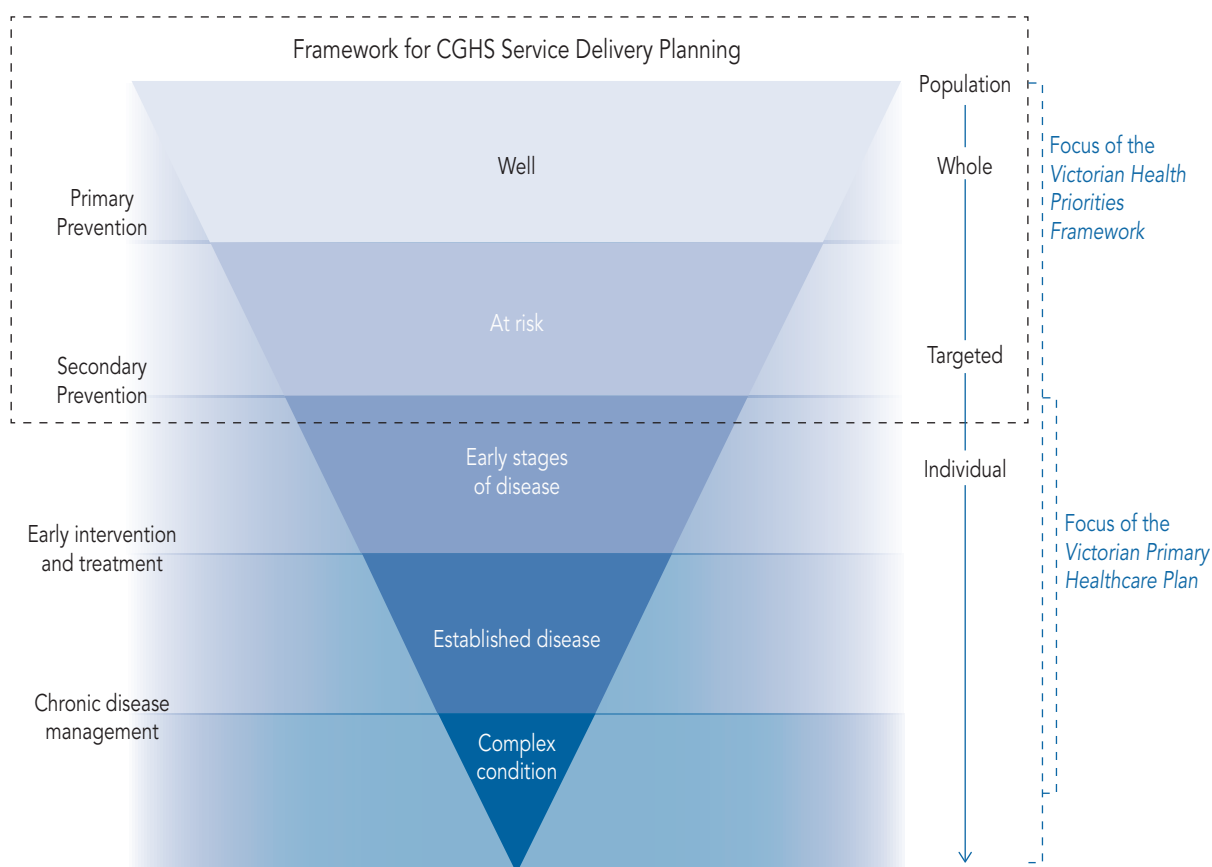 Framework for CGHS Service Delivery Planning
Population
Focus of the
Victorian Health
Priorities
Framework
Well
Whole
Primary
Prevention
At risk
Targeted
Secondary
Prevention
Early stages
of disease
Individual
Early intervention
and treatment
Focus of the
Victorian Primary
Healthcare Plan
Established disease
Chronic disease
management
Complex
condition